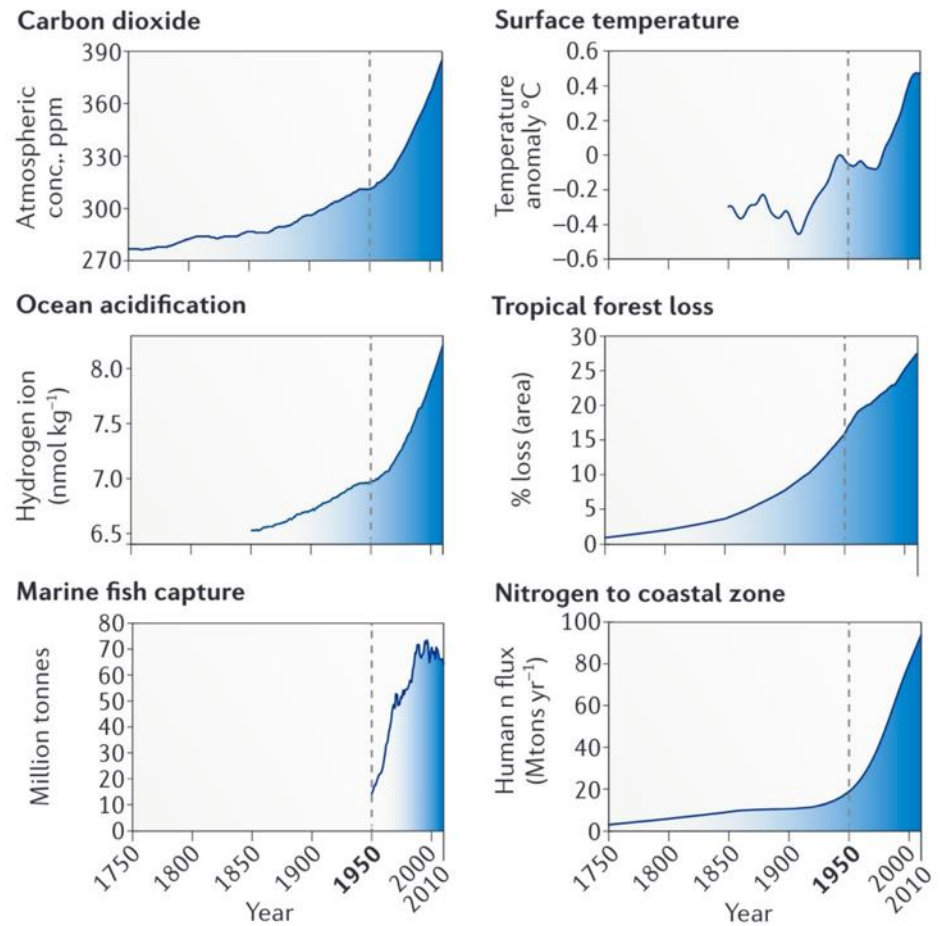 Carbon dioxide
Atmospheric
conc,. ppm
390
360
330
300
270
Surface temperature
Temperature
anomaly °C
0.6
0.4
0.2
0
−0.2
−0.4
−0.6
Ocean acidification
Hydrogen ion
(nmol kg⁻¹)
8.0
7.5
7.0
6.5
Tropical forest loss
% loss (area)
30
25
20
15
10
5
0
Marine fish capture
Million tonnes
80
70
60
50
40
30
20
10
0
1750
1800
1850
1900
1950
2000
2010
Year
Nitrogen to coastal zone
Human n flux
(Mtons yr⁻¹)
100
80
60
40
20
0
1750
1800
1850
1900
1950
2000
2010
Year